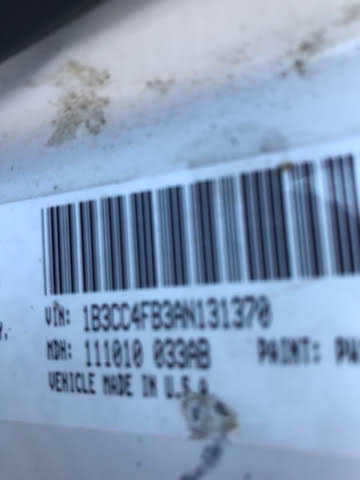 VIN: 1B3CC4FB3AN131370
MDH: 111010 033AB PAINT:
VEHICLE MADE IN U.S.A